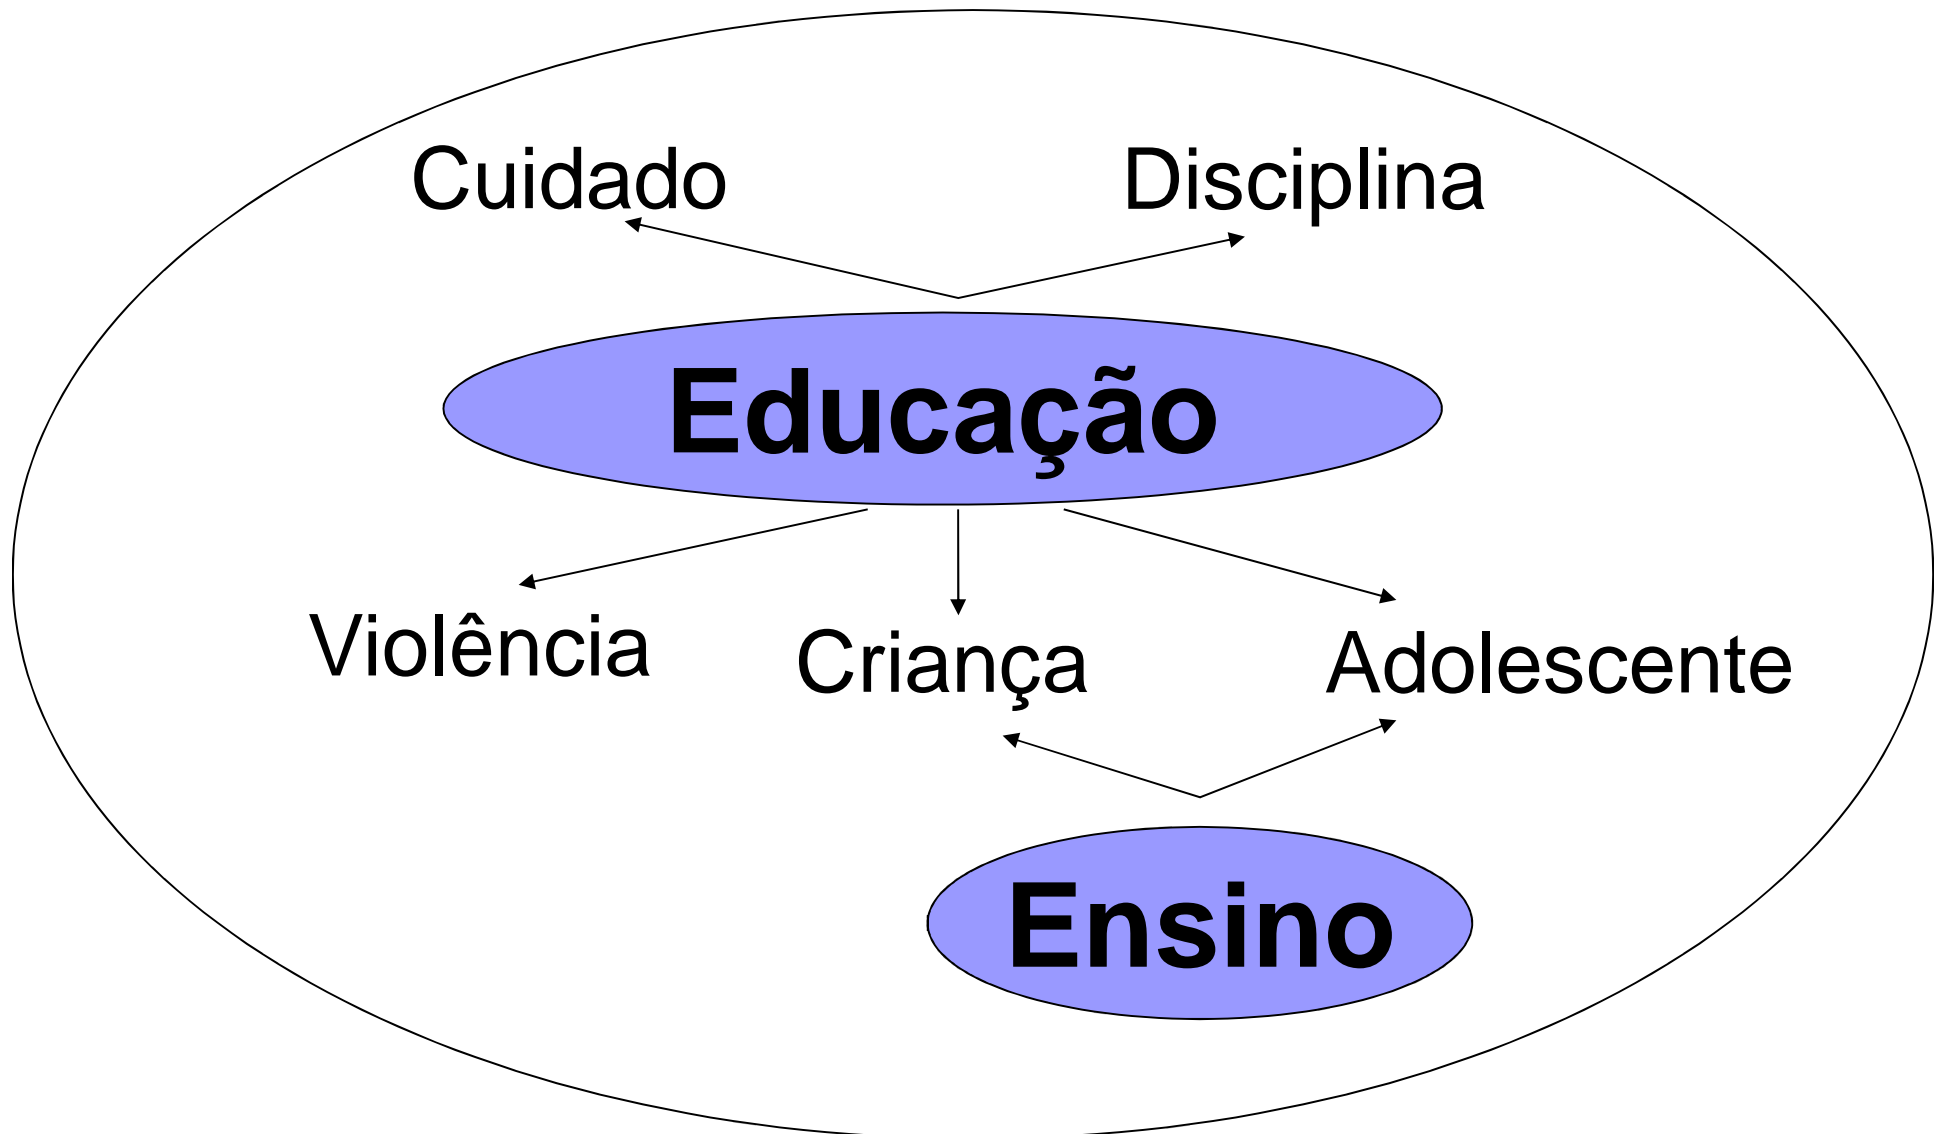 Cuidado
Disciplina
Educação
Violência
Criança
Adolescente
Ensino